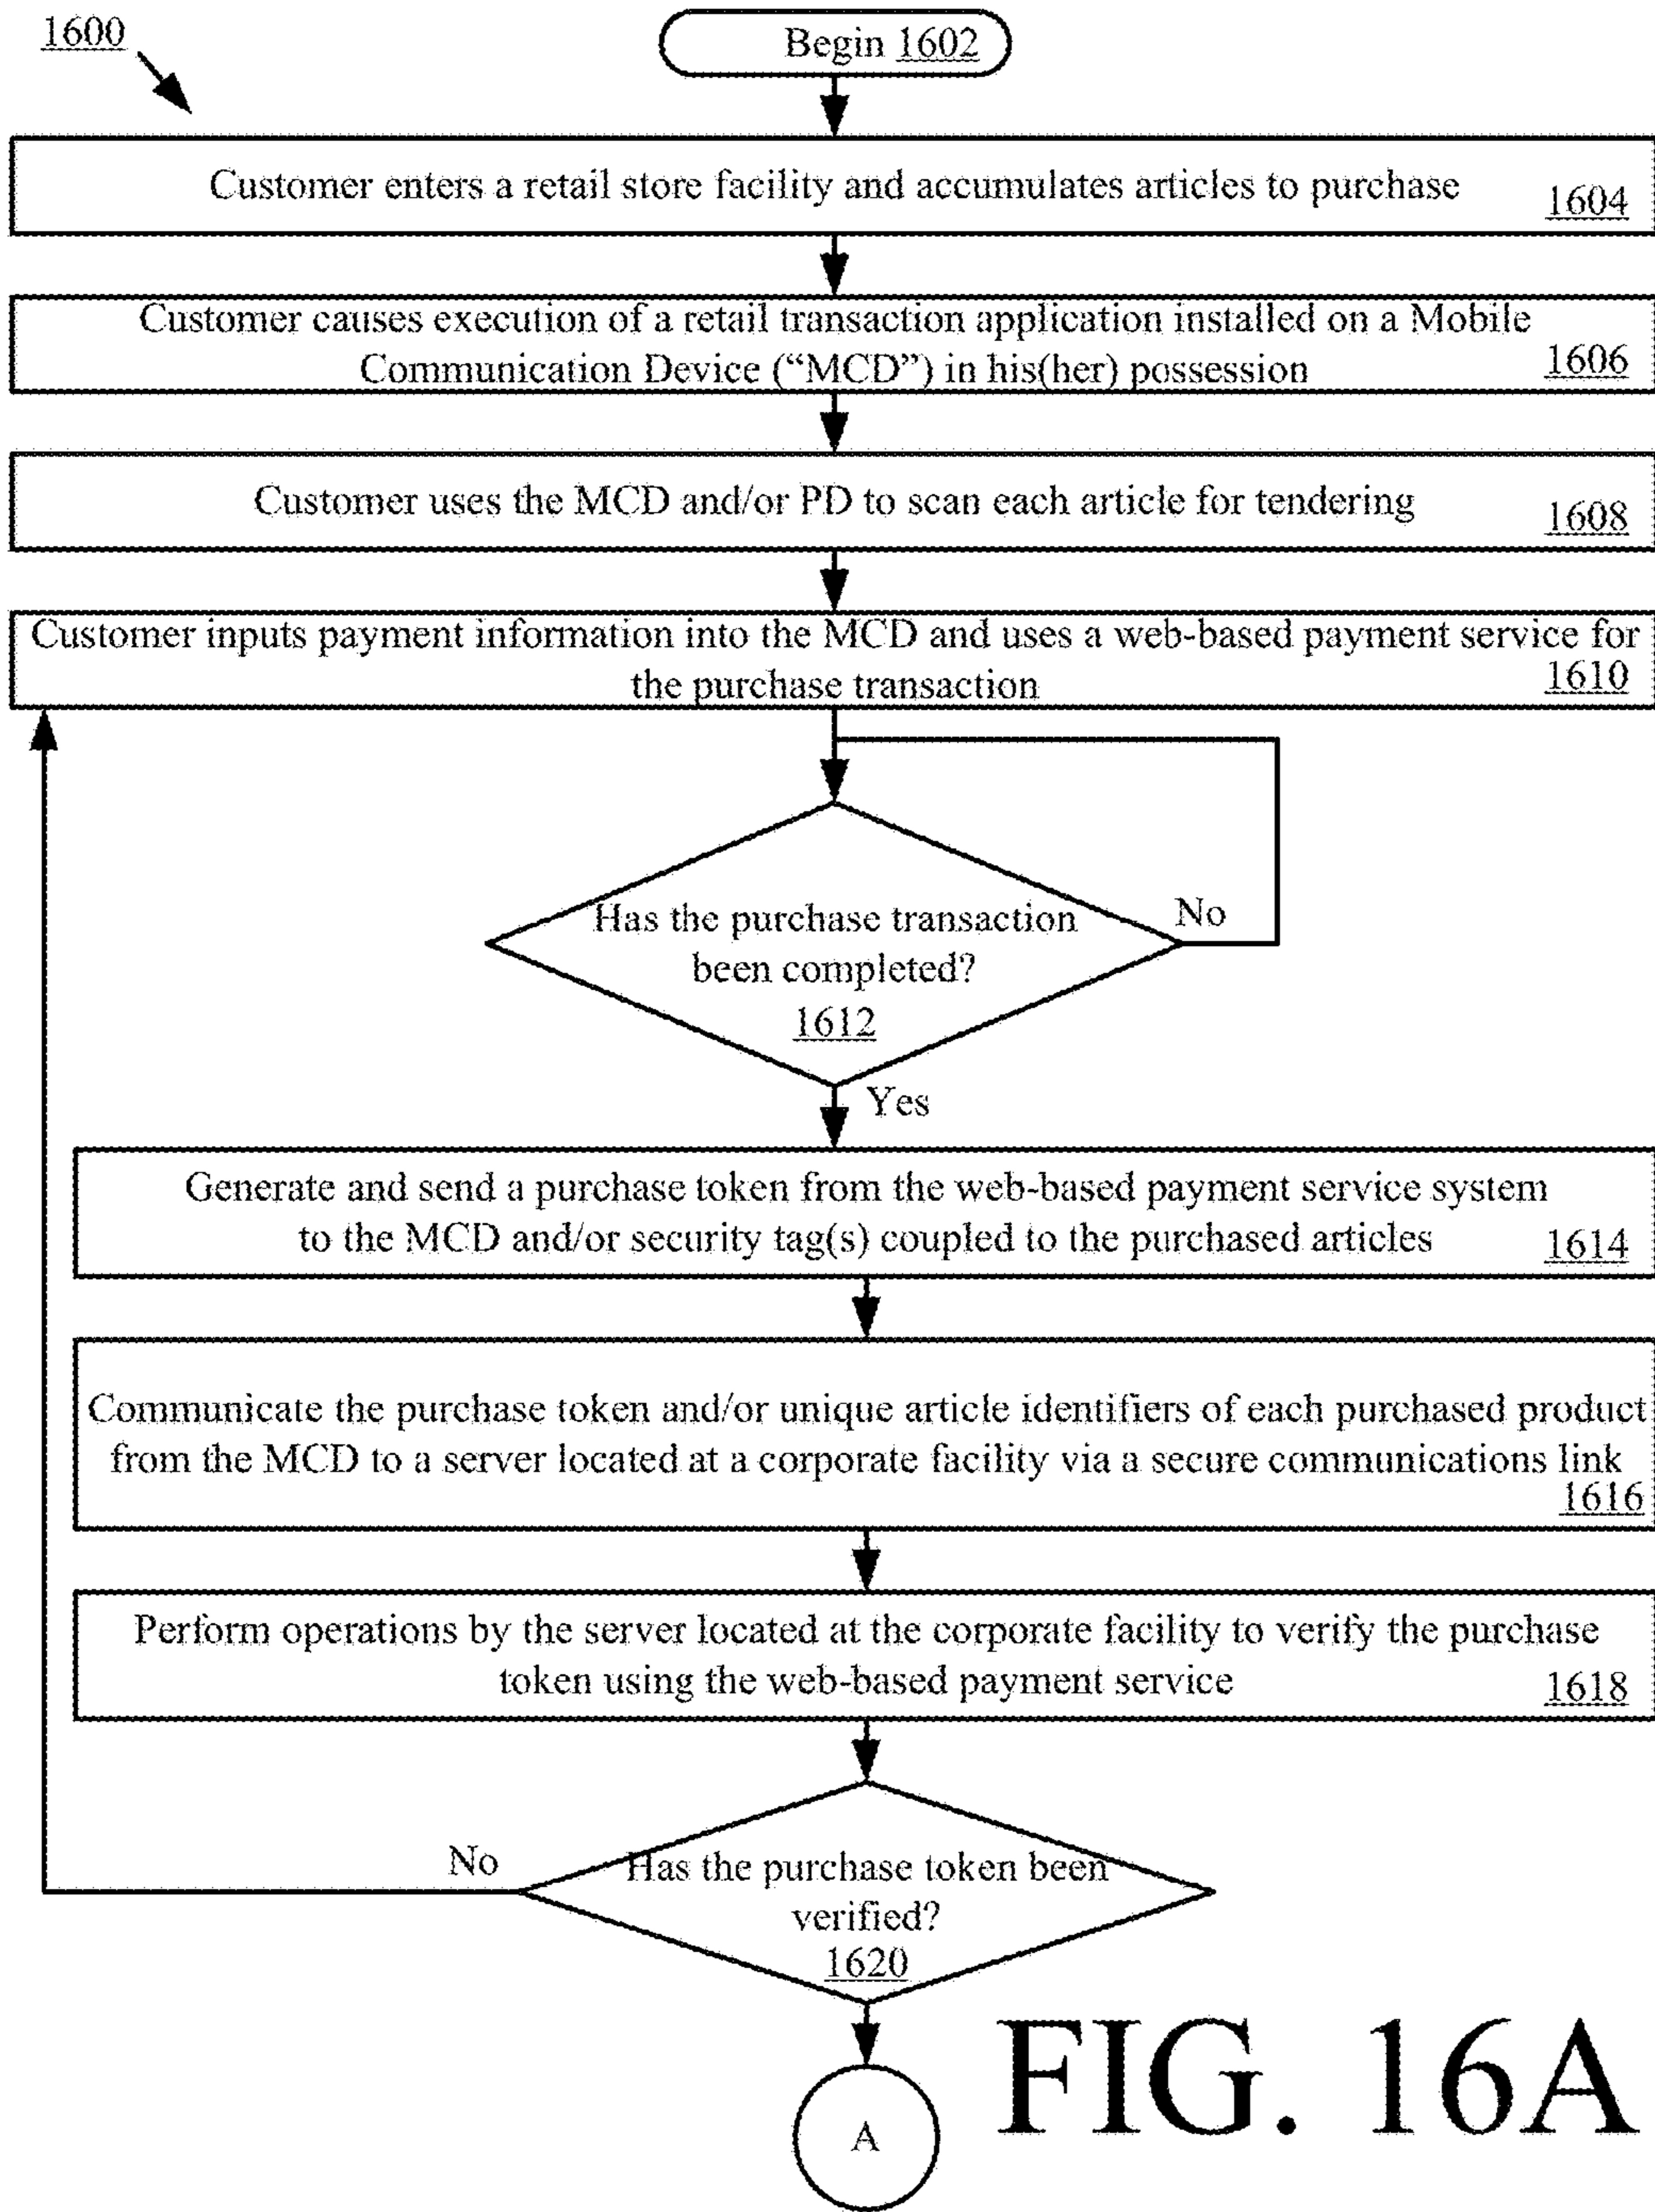 1600
Begin 1602
Customer enters a retail store facility and accumulates articles to purchase
1604
Customer causes execution of a retail transaction application installed on a Mobile
Communication Device (“MCD”) in his(her) possession
1606
Customer uses the MCD and/or PD to scan each article for tendering
1608
Customer inputs payment information into the MCD and uses a web-based payment service for
the purchase transaction
1610
Has the purchase transaction
been completed?
1612
No
Yes
Generate and send a purchase token from the web-based payment service system
to the MCD and/or security tag(s) coupled to the purchased articles
1614
Communicate the purchase token and/or unique article identifiers of each purchased product
from the MCD to a server located at a corporate facility via a secure communications link
1616
Perform operations by the server located at the corporate facility to verify the purchase
token using the web-based payment service
1618
No
Has the purchase token been
verified?
1620
A
FIG. 16A